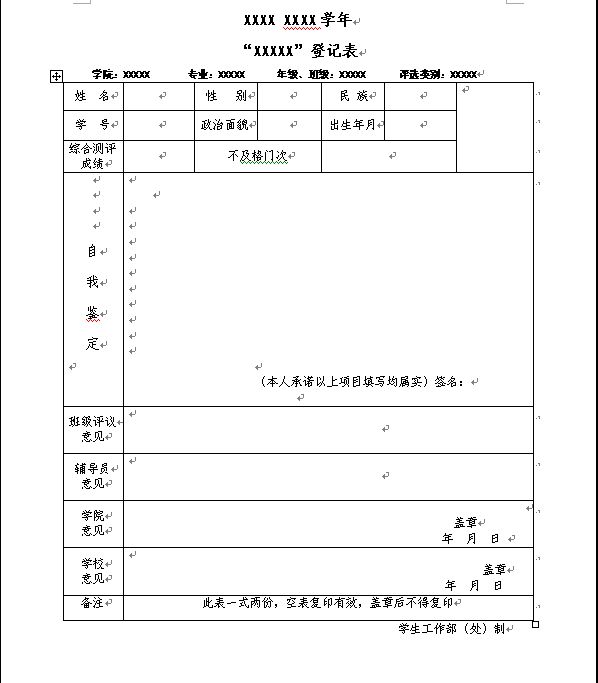 XXXX XXXX学年
“XXXXX”登记表
学院：XXXXX 专业：XXXXX 年级、班级：XXXXX 评选类别：XXXXX
姓 名 性 别 民 族
学 号 政治面貌 出生年月
综合测评
成绩
不及格门次
自
我
鉴
定
（本人承诺以上项目填写均属实）签名：
班级评议
意见
辅导员
意见
学院
意见
盖章
年 月 日
学校
意见
盖章
年 月 日
备注 此表一式两份，空表复印有效，盖章后不得复印
学生工作部（处）制